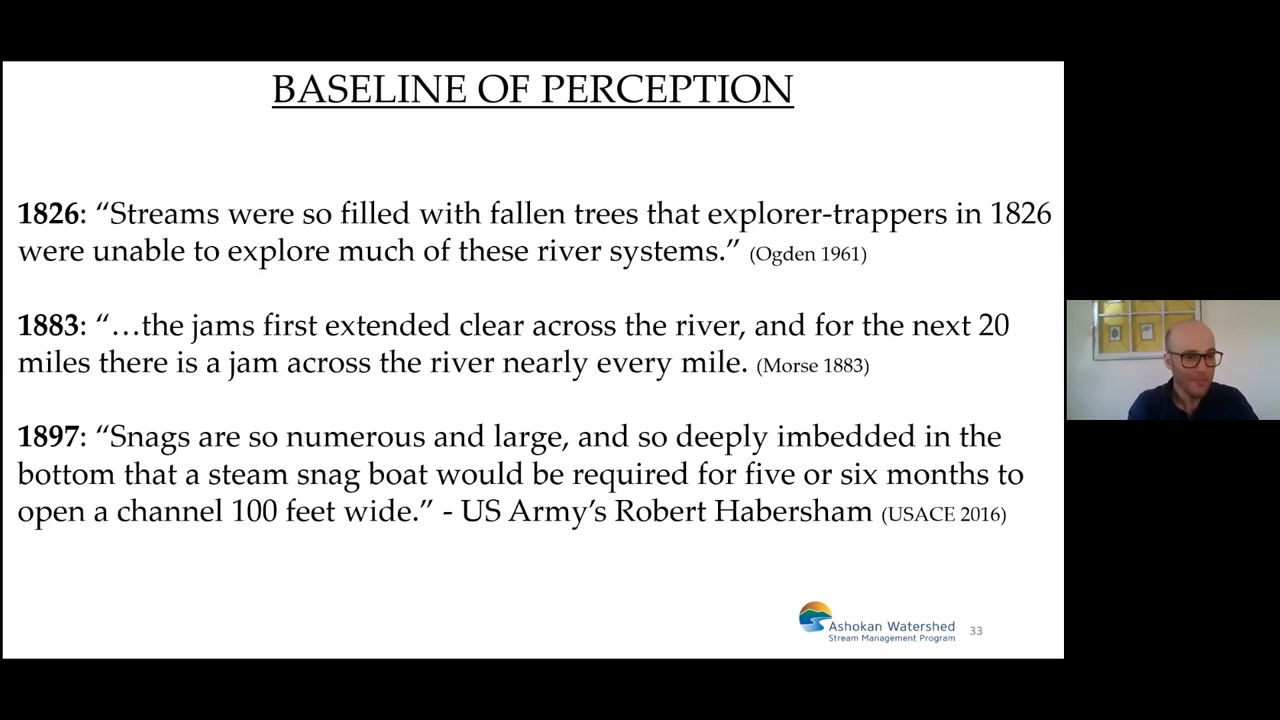 BASELINE OF PERCEPTION
1826: “Streams were so filled with fallen trees that explorer-trappers in 1826
were unable to explore much of these river systems.” (Ogden 1961)
1883: “…the jams first extended clear across the river, and for the next 20
miles there is a jam across the river nearly every mile. (Morse 1883)
1897: “Snags are so numerous and large, and so deeply imbedded in the
bottom that a steam snag boat would be required for five or six months to
open a channel 100 feet wide.” - US Army’s Robert Habersham (USACE 2016)
Ashokan Watershed
Stream Management Program
33